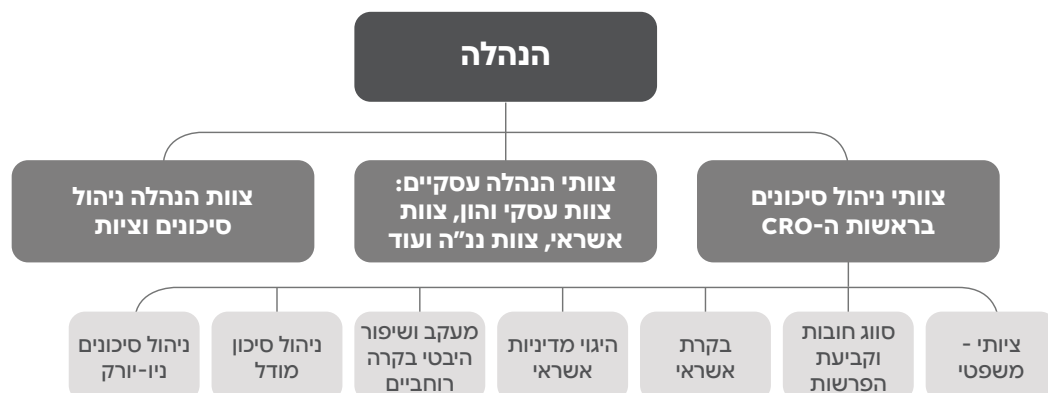 הנהלה
צוותי ניהול סיכונים
בראשות ה-CRO
צוותי הנהלה עסקיים:
צוות עסקי והון, צוות
אשראי, צוות ננ"ה ועוד
צוות הנהלה ניהול
סיכונים וציות
ציותי -
משפטי
סווג חובות
וקביעת
הפרשות
בקרת
אשראי
היגוי מדיניות
אשראי
מעקב ושיפור
היבטי בקרה
רוחביים
ניהול סיכון
מודל
ניהול סיכונים
ניו-יורק